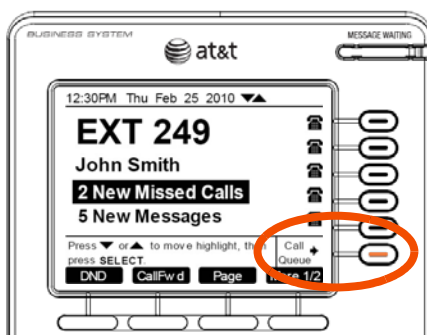 BUSINESS SYSTEM
MESSAGE WAITING
at&t
12:30PM Thu Feb 25 2010 ▼▲
EXT 249
John Smith
2 New Missed Calls
5 New Messages
Press ▼ or ▲ to move highlight, then
press SELECT.
Call
Queue
DND CallFwd Page More 1/2